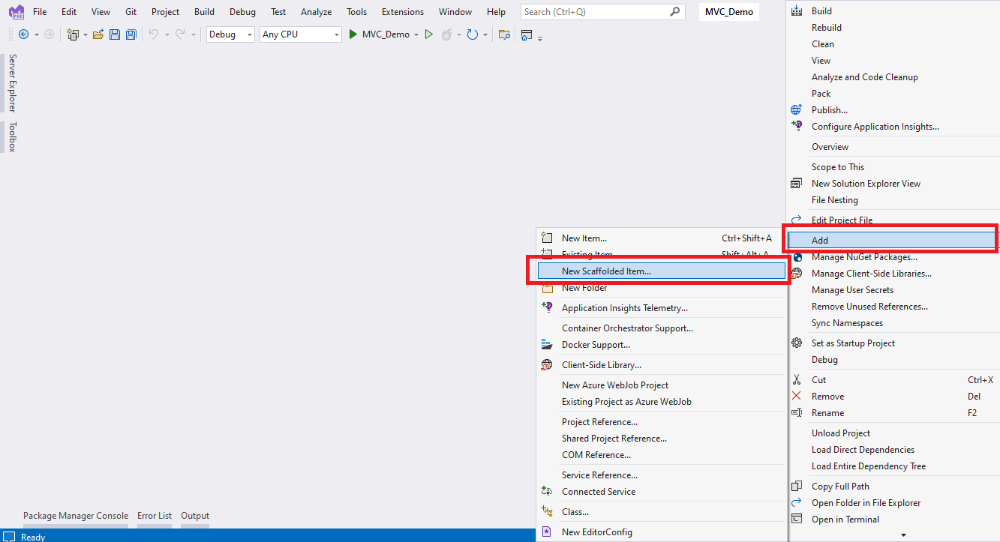 PRE File Edit View Git Project Build Debug Test Analyze Tools Extensions Window Help Search (Ctrl+Q) MVC_Demo
Debug Any CPU MVC_Demo
Server Explorer
Toolbox
Build
Rebuild
Clean
View
Analyze and Code Cleanup
Pack
Publish...
Configure Application Insights...
Overview
Scope to This
New Solution Explorer View
File Nesting
Edit Project File
Add
Manage NuGet Packages...
Manage Client-Side Libraries...
Manage User Secrets
Remove Unused References...
Sync Namespaces
Set as Startup Project
Debug
Cut Ctrl+X
Remove Del
Rename F2
Unload Project
Load Direct Dependencies
Load Entire Dependency Tree
Copy Full Path
Open Folder in File Explorer
Open in Terminal
New Item... Ctrl+Shift+A
Existing Item... Shift+Alt+A
New Scaffolded Item...
New Folder
Application Insights Telemetry...
Container Orchestrator Support...
Docker Support...
Client-Side Library...
New Azure WebJob Project
Existing Project as Azure WebJob
Project Reference...
Shared Project Reference...
COM Reference...
Service Reference...
Connected Service
Class...
New EditorConfig
Package Manager Console Error List Output
Ready